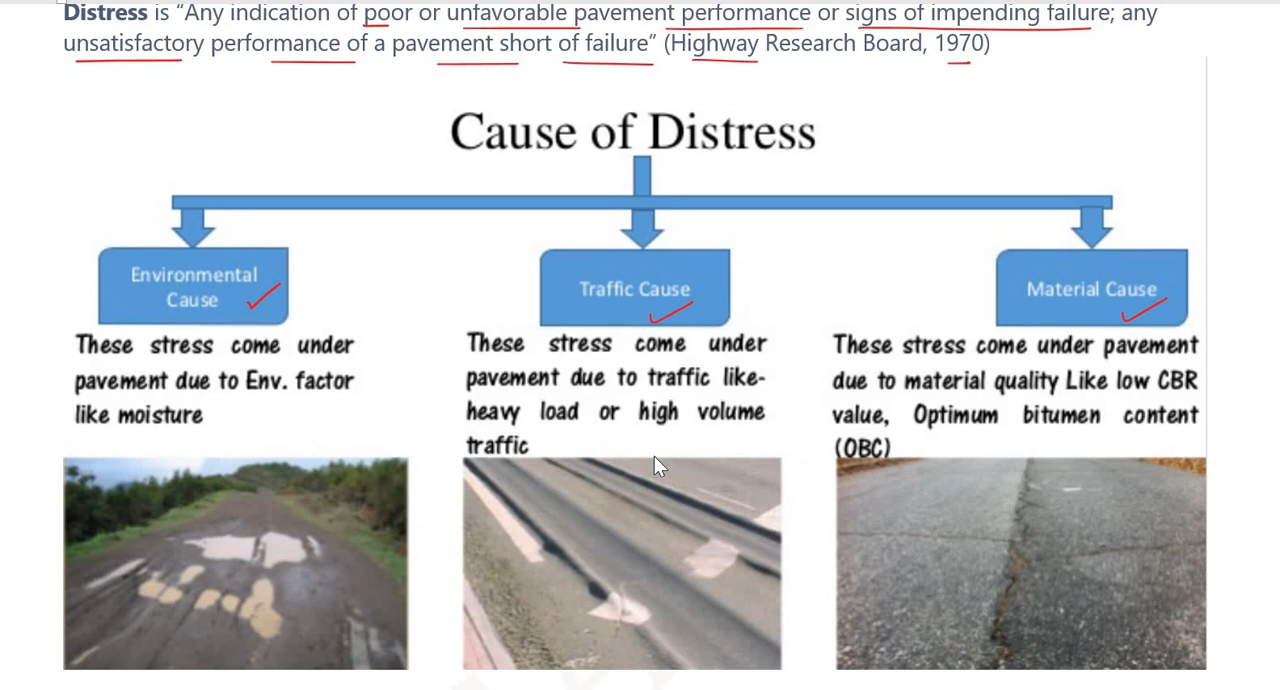 Distress is “Any indication of poor or unfavorable pavement performance or signs of impending failure; any
unsatisfactory performance of a pavement short of failure” (Highway Research Board, 1970)
Cause of Distress
Environmental
Cause
These stress come under
pavement due to Env. factor
like moisture
Traffic Cause
These stress come under
pavement due to traffic like-
heavy load or high volume
traffic
Material Cause
These stress come under pavement
due to material quality Like low CBR
value, Optimum bitumen content
(OBC)